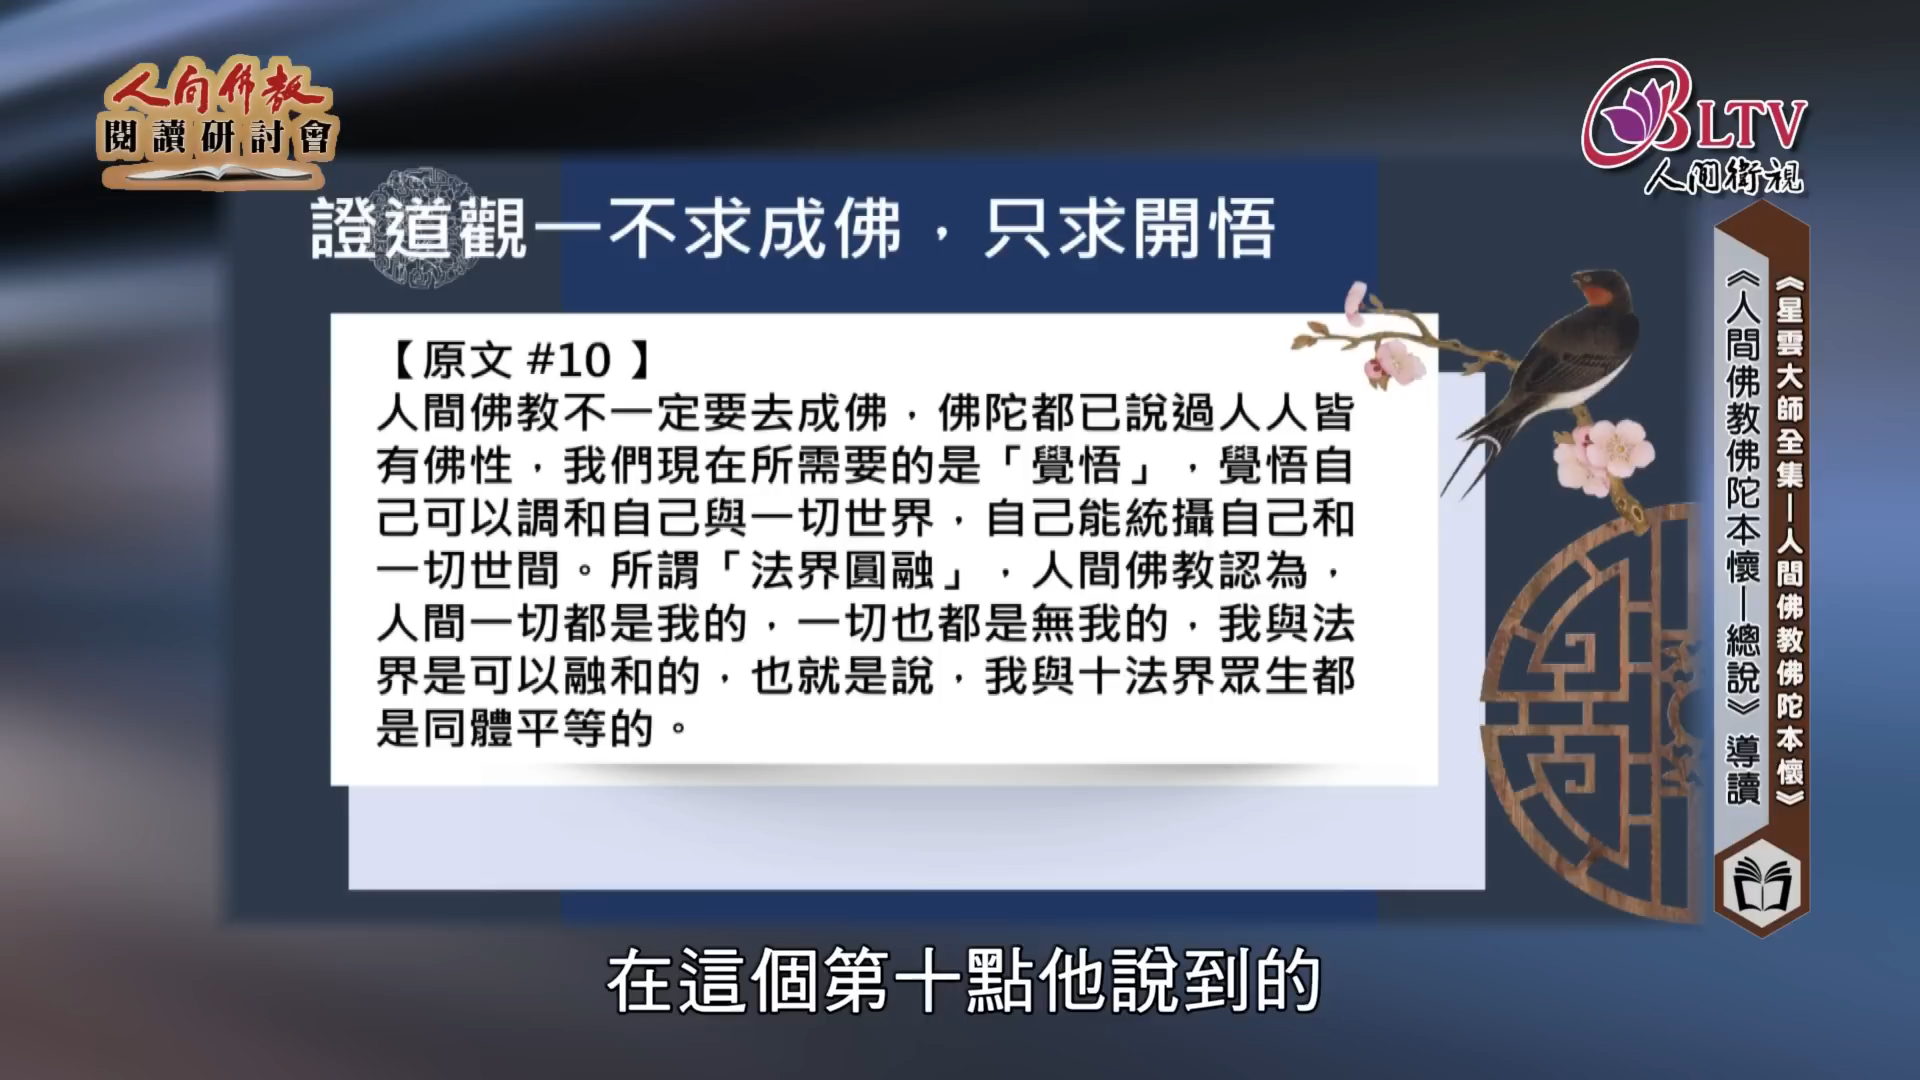 人间佛教
閱讀研討會
BLTV
人間衛視
證道觀—不求成佛，只求開悟
【原文 #10 】
人間佛教不一定要去成佛，佛陀都已說過人人皆
有佛性，我們現在所需要的是「覺悟」，覺悟自
己可以調和自己與一切世界，自己能統攝自己和
一切世間。所謂「法界圓融」，人間佛教認為，
人間一切都是我的，一切也都是無我的，我與法
界是可以融和的，也就是說，我與十法界眾生都
是同體平等的。
《星雲大師全集—人間佛教佛陀本懷》
《人間佛教佛陀本懷—總說》導讀
在這個第十點他說到的